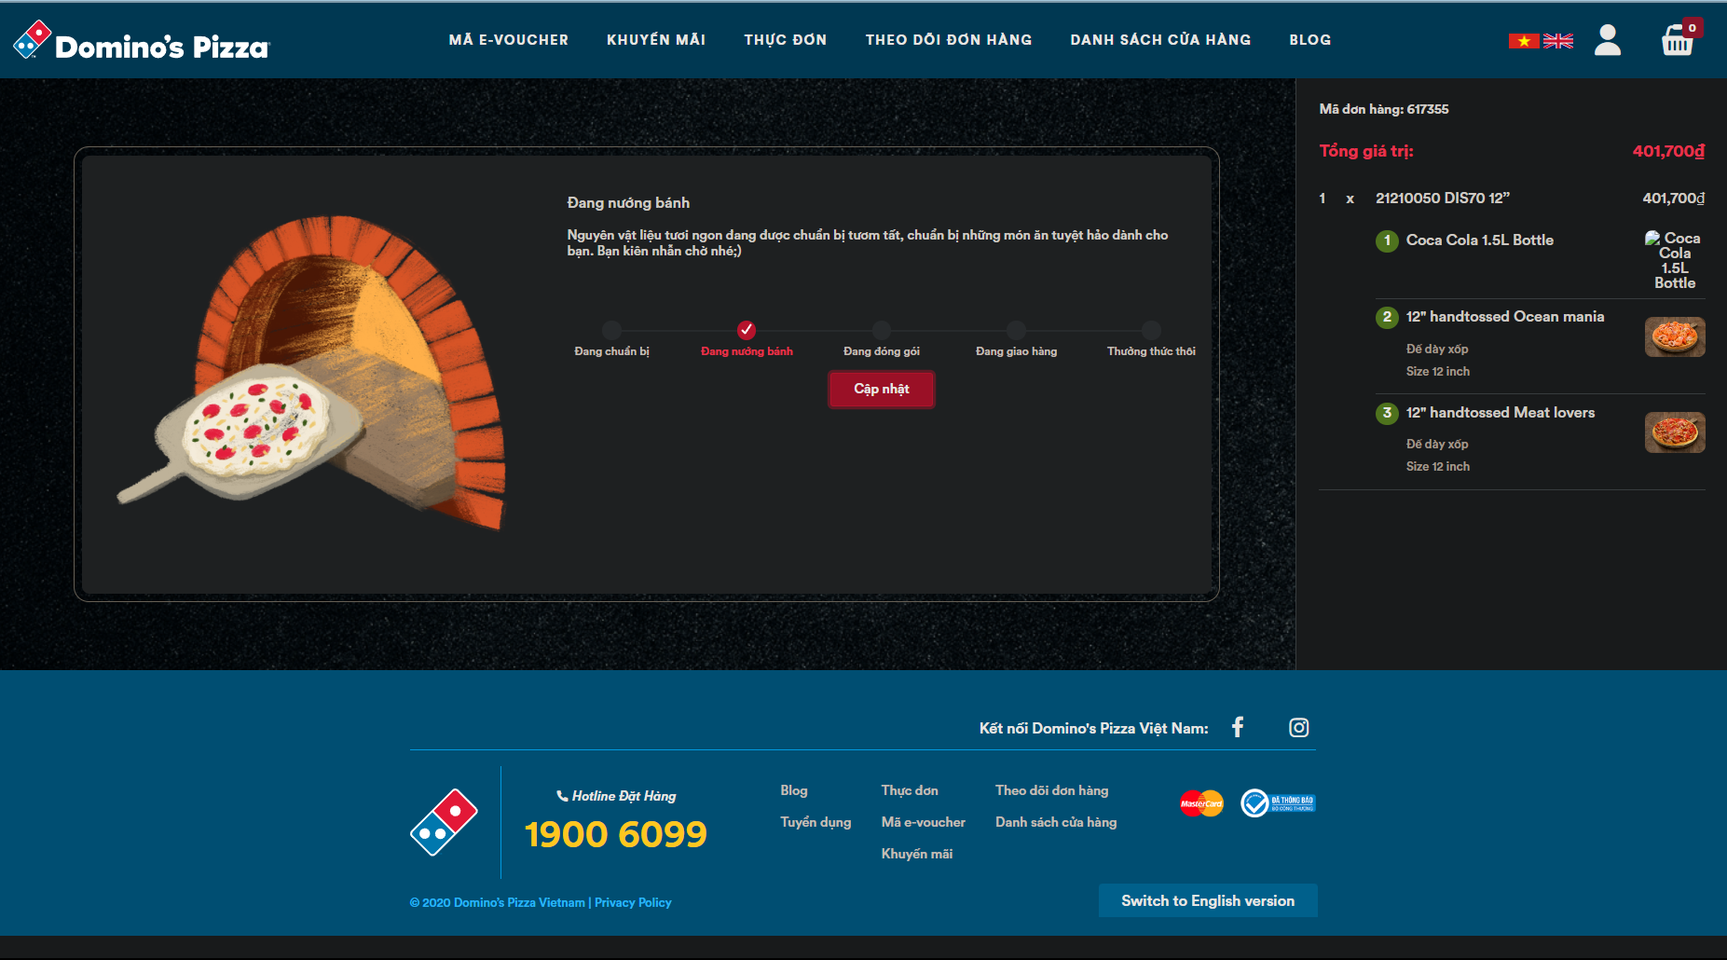 Domino's Pizza
MÃ E-VOUCHER
KHUYẾN MÃI
THỰC ĐƠN
THEO DÕI ĐƠN HÀNG
DANH SÁCH CỬA HÀNG
BLOG
0
Đang nướng bánh
Nguyên vật liệu tươi ngon đang được chuẩn bị tươm tất, chuẩn bị những món ăn tuyệt hảo dành cho
bạn. Bạn kiên nhẫn chờ nhé;)
Đang chuẩn bị
Đang nướng bánh
Đang đóng gói
Đang giao hàng
Thưởng thức thôi
Cập nhật
Mã đơn hàng: 617355
Tổng giá trị: 401,700₫
1 x 21210050 DIS70 12” 401,700₫
1 Coca Cola 1.5L Bottle
Coca
Cola
1.5L
Bottle
2 12" handtossed Ocean mania
Đế dày xốp
Size 12 inch
3 12" handtossed Meat lovers
Đế dày xốp
Size 12 inch
Kết nối Domino's Pizza Việt Nam:
Hotline Đặt Hàng
1900 6099
Blog
Tuyển dụng
Thực đơn
Mã e-voucher
Khuyến mãi
Theo dõi đơn hàng
Danh sách cửa hàng
MasterCard
ĐÃ THÔNG BÁO
BỘ CÔNG THƯƠNG
© 2020 Domino's Pizza Vietnam | Privacy Policy
Switch to English version